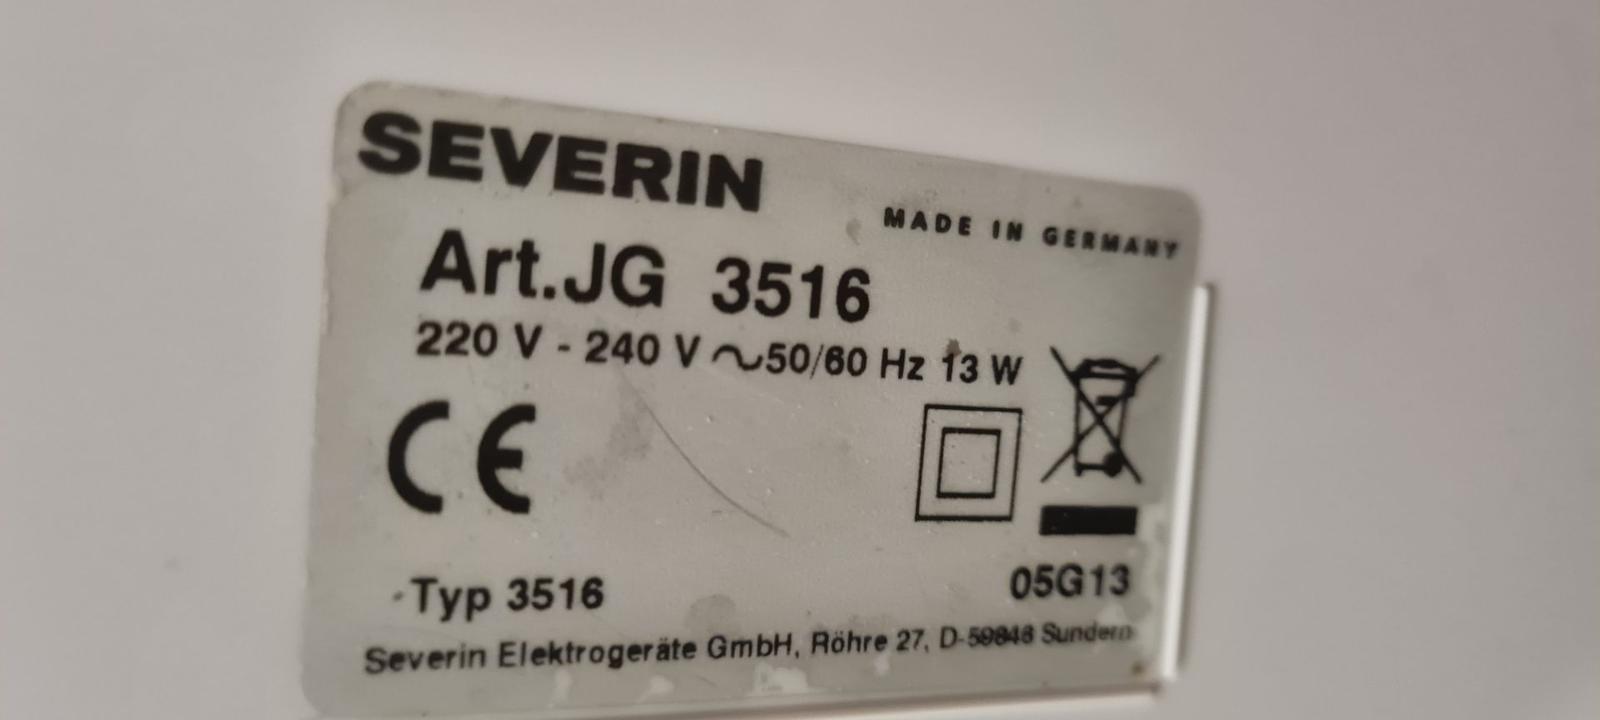 SEVERIN
MADE IN GERMANY
Art.JG 3516
220 V - 240 V ~50/60 Hz 13 W
CE
Typ 3516
05G13
Severin Elektrogeräte GmbH, Röhre 27, D-59846 Sundern